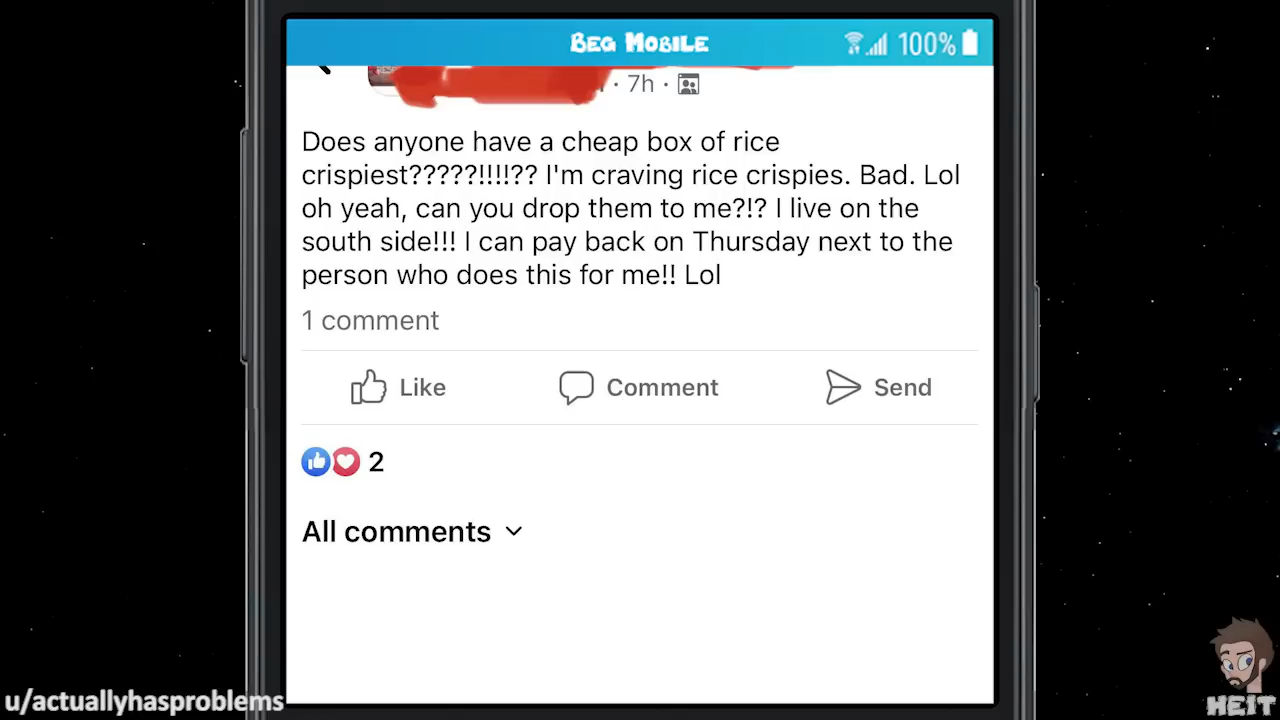 BEG MOBILE
100%
· 7h ·
Does anyone have a cheap box of rice
crispiest?????!!!!?? I'm craving rice crispies. Bad. Lol
oh yeah, can you drop them to me?!? I live on the
south side!!! I can pay back on Thursday next to the
person who does this for me!! Lol
1 comment
Like Comment Send
2
All comments
u/actuallyhasproblems
HEIT